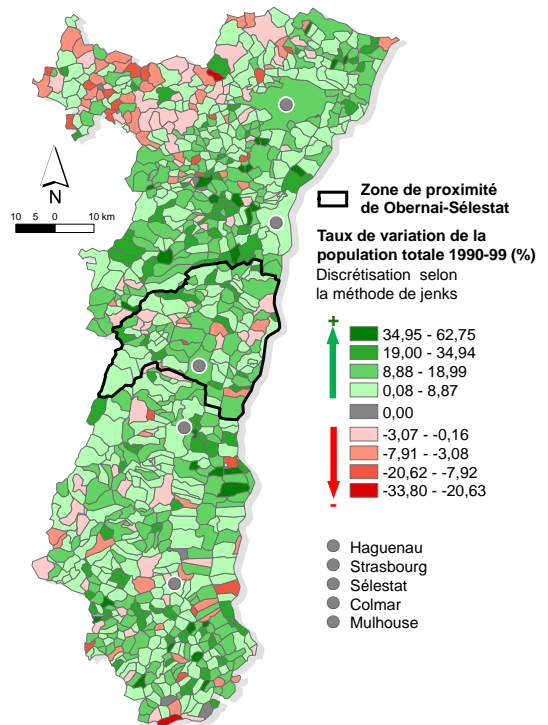 N
10 5 0 10 km
Zone de proximité
de Obernai-Sélestat
Taux de variation de la
population totale 1990-99 (%)
Discrétisation selon
la méthode de jenks
+
34,95 - 62,75
19,00 - 34,94
8,88 - 18,99
0,08 - 8,87
0,00
-3,07 - -0,16
-7,91 - -3,08
-20,62 - -7,92
-33,80 - -20,63
-
Haguenau
Strasbourg
Sélestat
Colmar
Mulhouse